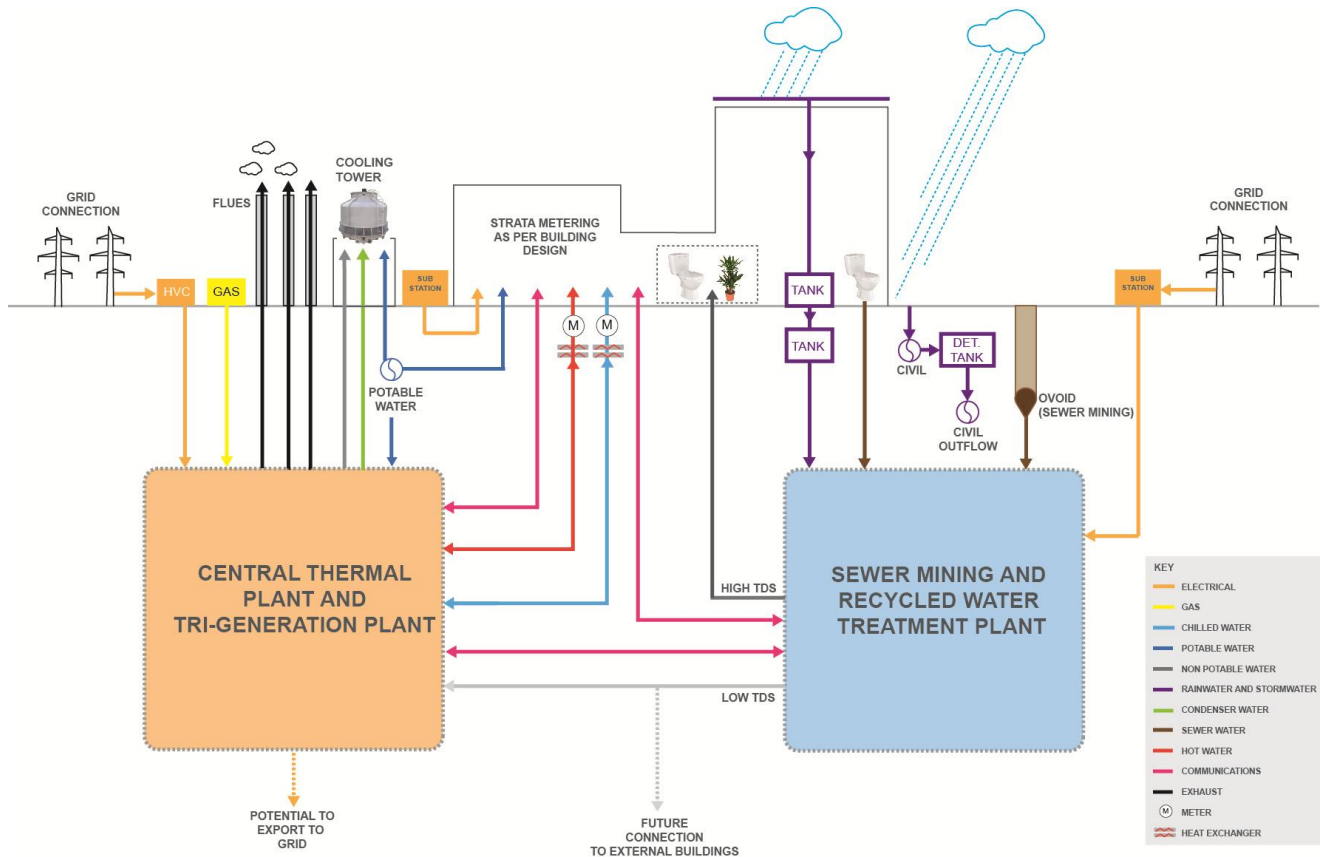 GRID
CONNECTION
FLUES
COOLING
TOWER
HVC
GAS
SUB
STATION
STRATA METERING
AS PER BUILDING
DESIGN
M
M
POTABLE
WATER
TANK
TANK
CIVIL
DET.
TANK
CIVIL
OUTFLOW
OVOID
(SEWER MINING)
SUB
STATION
GRID
CONNECTION
CENTRAL THERMAL
PLANT AND
TRI-GENERATION PLANT
HIGH TDS
LOW TDS
SEWER MINING AND
RECYCLED WATER
TREATMENT PLANT
POTENTIAL TO
EXPORT TO
GRID
FUTURE
CONNECTION
TO EXTERNAL BUILDINGS
KEY
ELECTRICAL
GAS
CHILLED WATER
POTABLE WATER
NON POTABLE WATER
RAINWATER AND STORMWATER
CONDENSER WATER
SEWER WATER
HOT WATER
COMMUNICATIONS
EXHAUST
M METER
HEAT EXCHANGER